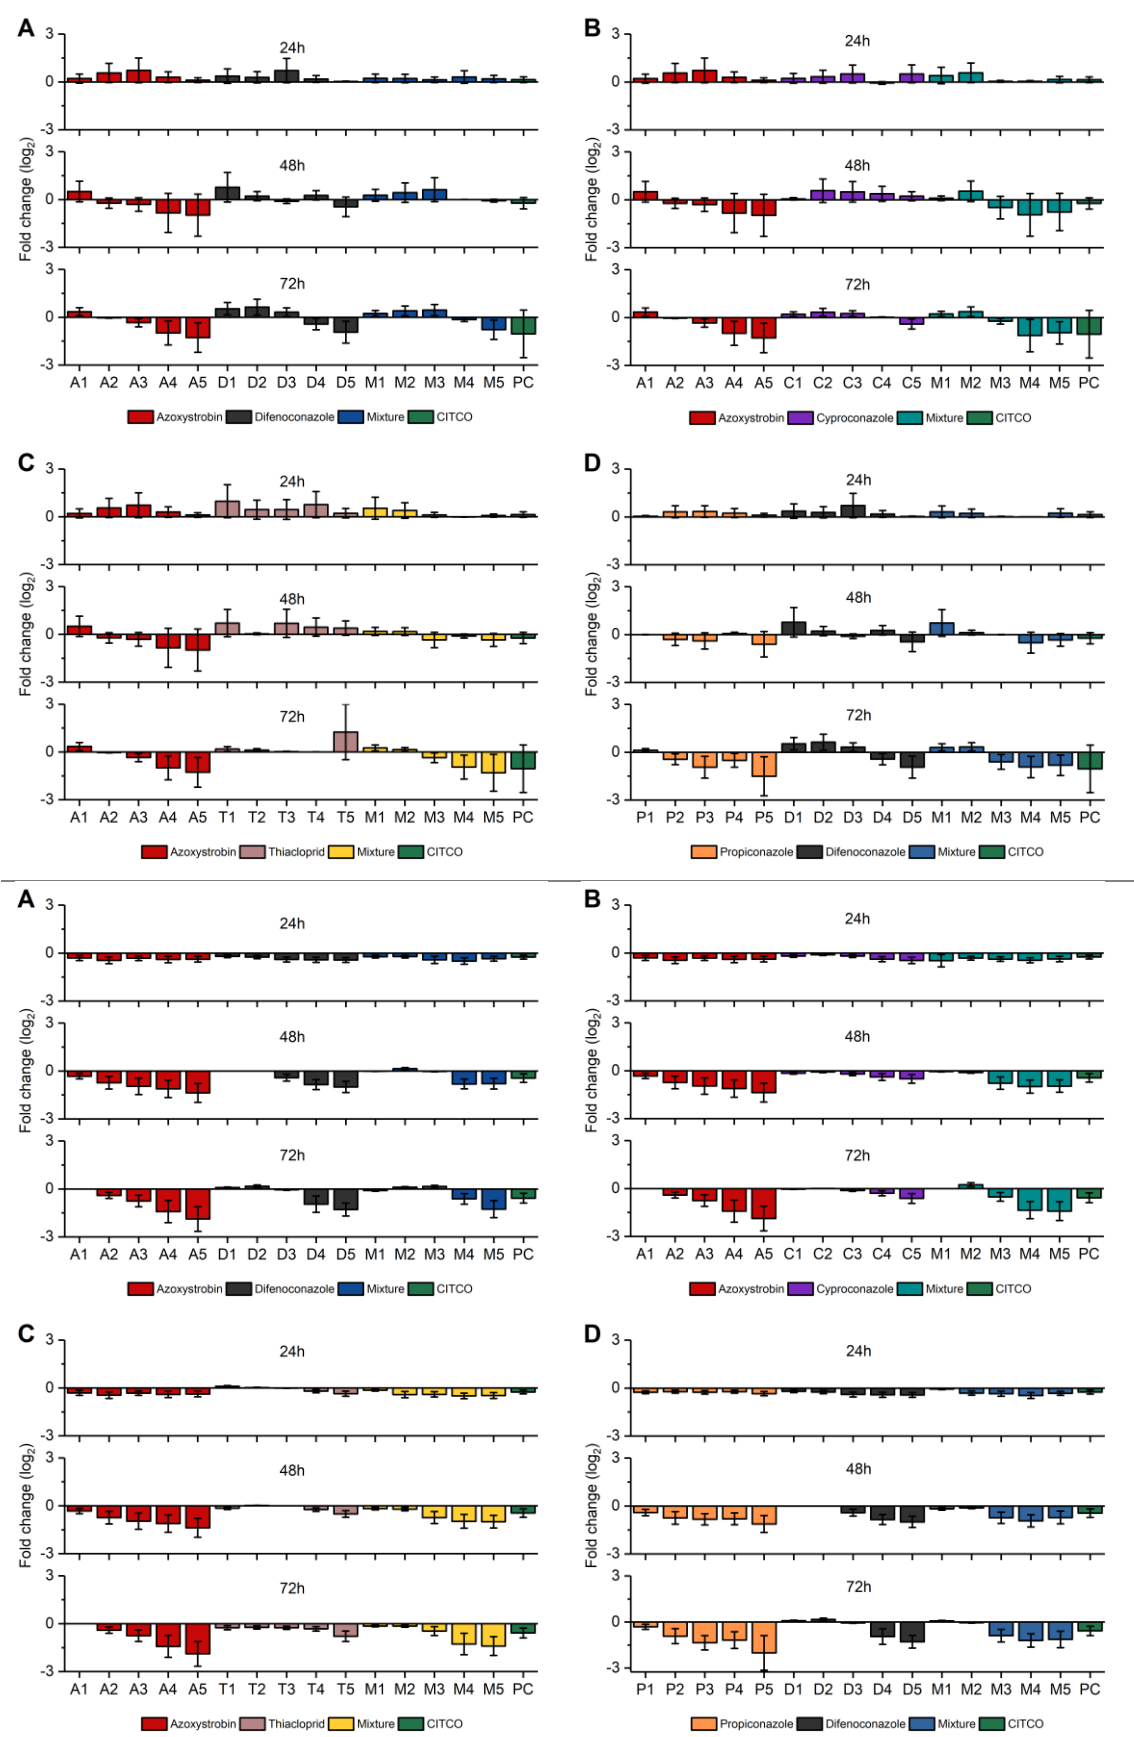 A
B
3
0
-3
24h
3
0
-3
24h
3
0
-3
48h
3
0
-3
48h
3
0
-3
72h
3
0
-3
72h
Fold change (log2)
Fold change (log2)
A1 A2 A3 A4 A5 D1 D2 D3 D4 D5 M1 M2 M3 M4 M5 PC
A1 A2 A3 A4 A5 C1 C2 C3 C4 C5 M1 M2 M3 M4 M5 PC
Azoxystrobin Difenoconazole Mixture CITCO
Azoxystrobin Cyproconazole Mixture CITCO
C
D
3
0
-3
24h
3
0
-3
24h
3
0
-3
48h
3
0
-3
48h
3
0
-3
72h
3
0
-3
72h
Fold change (log2)
Fold change (log2)
A1 A2 A3 A4 A5 T1 T2 T3 T4 T5 M1 M2 M3 M4 M5 PC
P1 P2 P3 P4 P5 D1 D2 D3 D4 D5 M1 M2 M3 M4 M5 PC
Azoxystrobin Thiacloprid Mixture CITCO
Propiconazole Difenoconazole Mixture CITCO
A
B
3
0
-3
24h
3
0
-3
24h
3
0
-3
48h
3
0
-3
48h
3
0
-3
72h
3
0
-3
72h
Fold change (log2)
Fold change (log2)
A1 A2 A3 A4 A5 D1 D2 D3 D4 D5 M1 M2 M3 M4 M5 PC
A1 A2 A3 A4 A5 C1 C2 C3 C4 C5 M1 M2 M3 M4 M5 PC
Azoxystrobin Difenoconazole Mixture CITCO
Azoxystrobin Cyproconazole Mixture CITCO
C
D
3
0
-3
24h
3
0
-3
24h
3
0
-3
48h
3
0
-3
48h
3
0
-3
72h
3
0
-3
72h
Fold change (log2)
Fold change (log2)
A1 A2 A3 A4 A5 T1 T2 T3 T4 T5 M1 M2 M3 M4 M5 PC
P1 P2 P3 P4 P5 D1 D2 D3 D4 D5 M1 M2 M3 M4 M5 PC
Azoxystrobin Thiacloprid Mixture CITCO
Propiconazole Difenoconazole Mixture CITCO